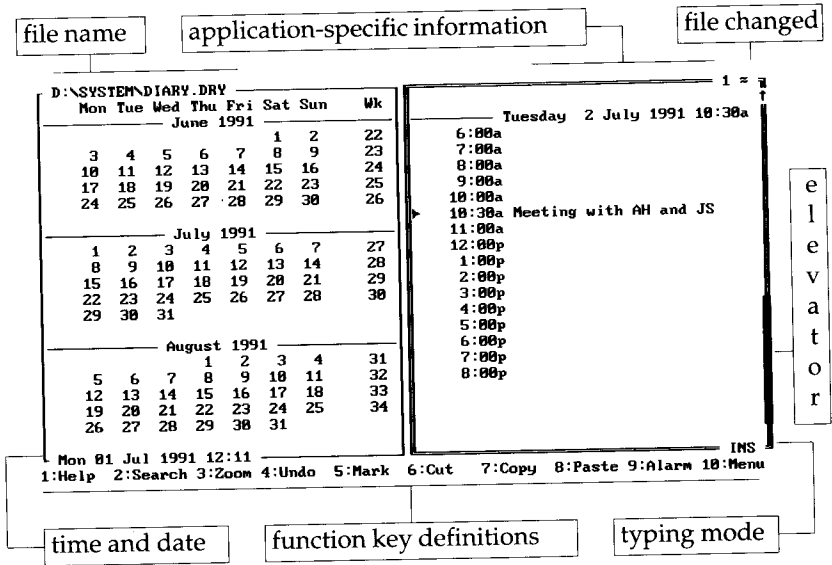 file name
application-specific information
file changed
D:\SYSTEM\DIARY.DRY
Mon Tue Wed Thu Fri Sat Sun Wk
June 1991
1 2 22
3 4 5 6 7 8 9 23
10 11 12 13 14 15 16 24
17 18 19 20 21 22 23 25
24 25 26 27 28 29 30 26
July 1991
1 2 3 4 5 6 7 27
8 9 10 11 12 13 14 28
15 16 17 18 19 20 21 29
22 23 24 25 26 27 28 30
29 30 31
August 1991
1 2 3 4 31
5 6 7 8 9 10 11 32
12 13 14 15 16 17 18 33
19 20 21 22 23 24 25 34
26 27 28 29 30 31
Mon 01 Jul 1991 12:11
1 ≈
Tuesday 2 July 1991 10:30a
6:00a
7:00a
8:00a
9:00a
10:00a
10:30a Meeting with AH and JS
11:00a
12:00p
1:00p
2:00p
3:00p
4:00p
5:00p
6:00p
7:00p
8:00p
INS
elevator
1:Help 2:Search 3:Zoom 4:Undo 5:Mark 6:Cut 7:Copy 8:Paste 9:Alarm 10:Menu
time and date
function key definitions
typing mode